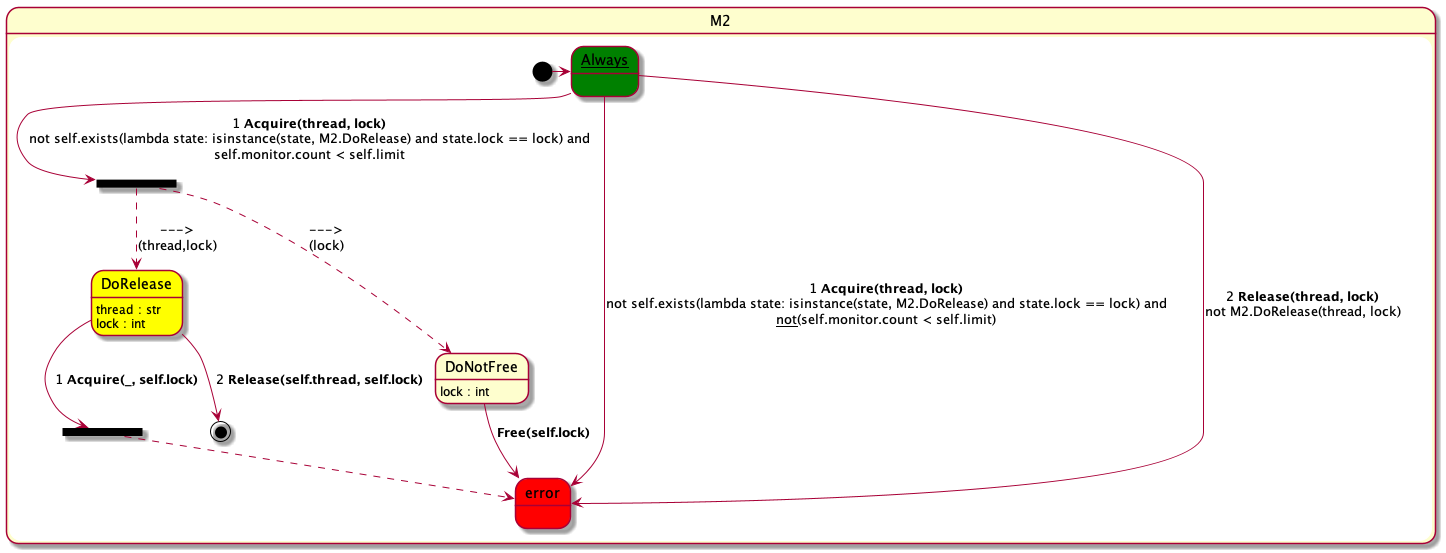 M2
Always
1 Acquire(thread, lock)
not self.exists(lambda state: isinstance(state, M2.DoRelease) and state.lock == lock) and
self.monitor.count < self.limit
--->
(thread,lock)
--->
(lock)
DoRelease
thread : str
lock : int
1 Acquire(thread, lock)
not self.exists(lambda state: isinstance(state, M2.DoRelease) and state.lock == lock) and
not(self.monitor.count < self.limit)
2 Release(thread, lock)
not M2.DoRelease(thread, lock)
1 Acquire(_, self.lock)
2 Release(self.thread, self.lock)
DoNotFree
lock : int
Free(self.lock)
error